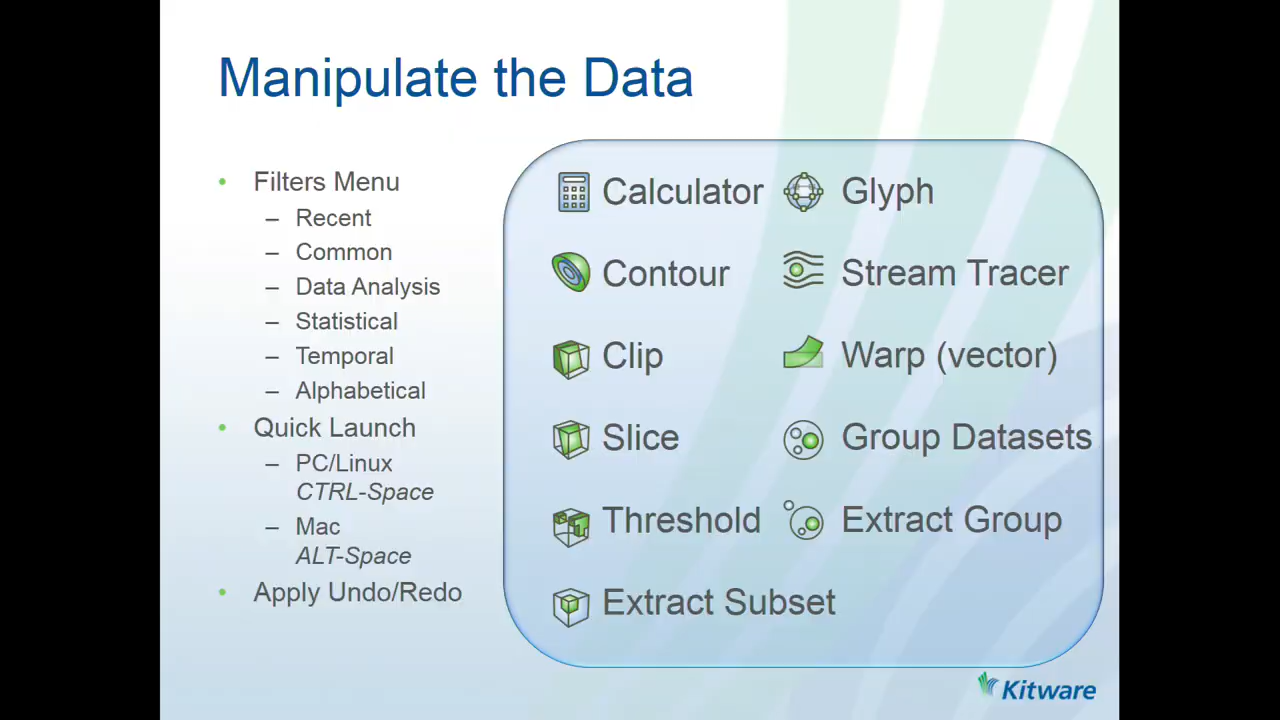 Manipulate the Data
• Filters Menu
– Recent
– Common
– Data Analysis
– Statistical
– Temporal
– Alphabetical
• Quick Launch
– PC/Linux
CTRL-Space
– Mac
ALT-Space
• Apply Undo/Redo
Calculator
Contour
Clip
Slice
Threshold
Extract Subset
Glyph
Stream Tracer
Warp (vector)
Group Datasets
Extract Group
Kitware